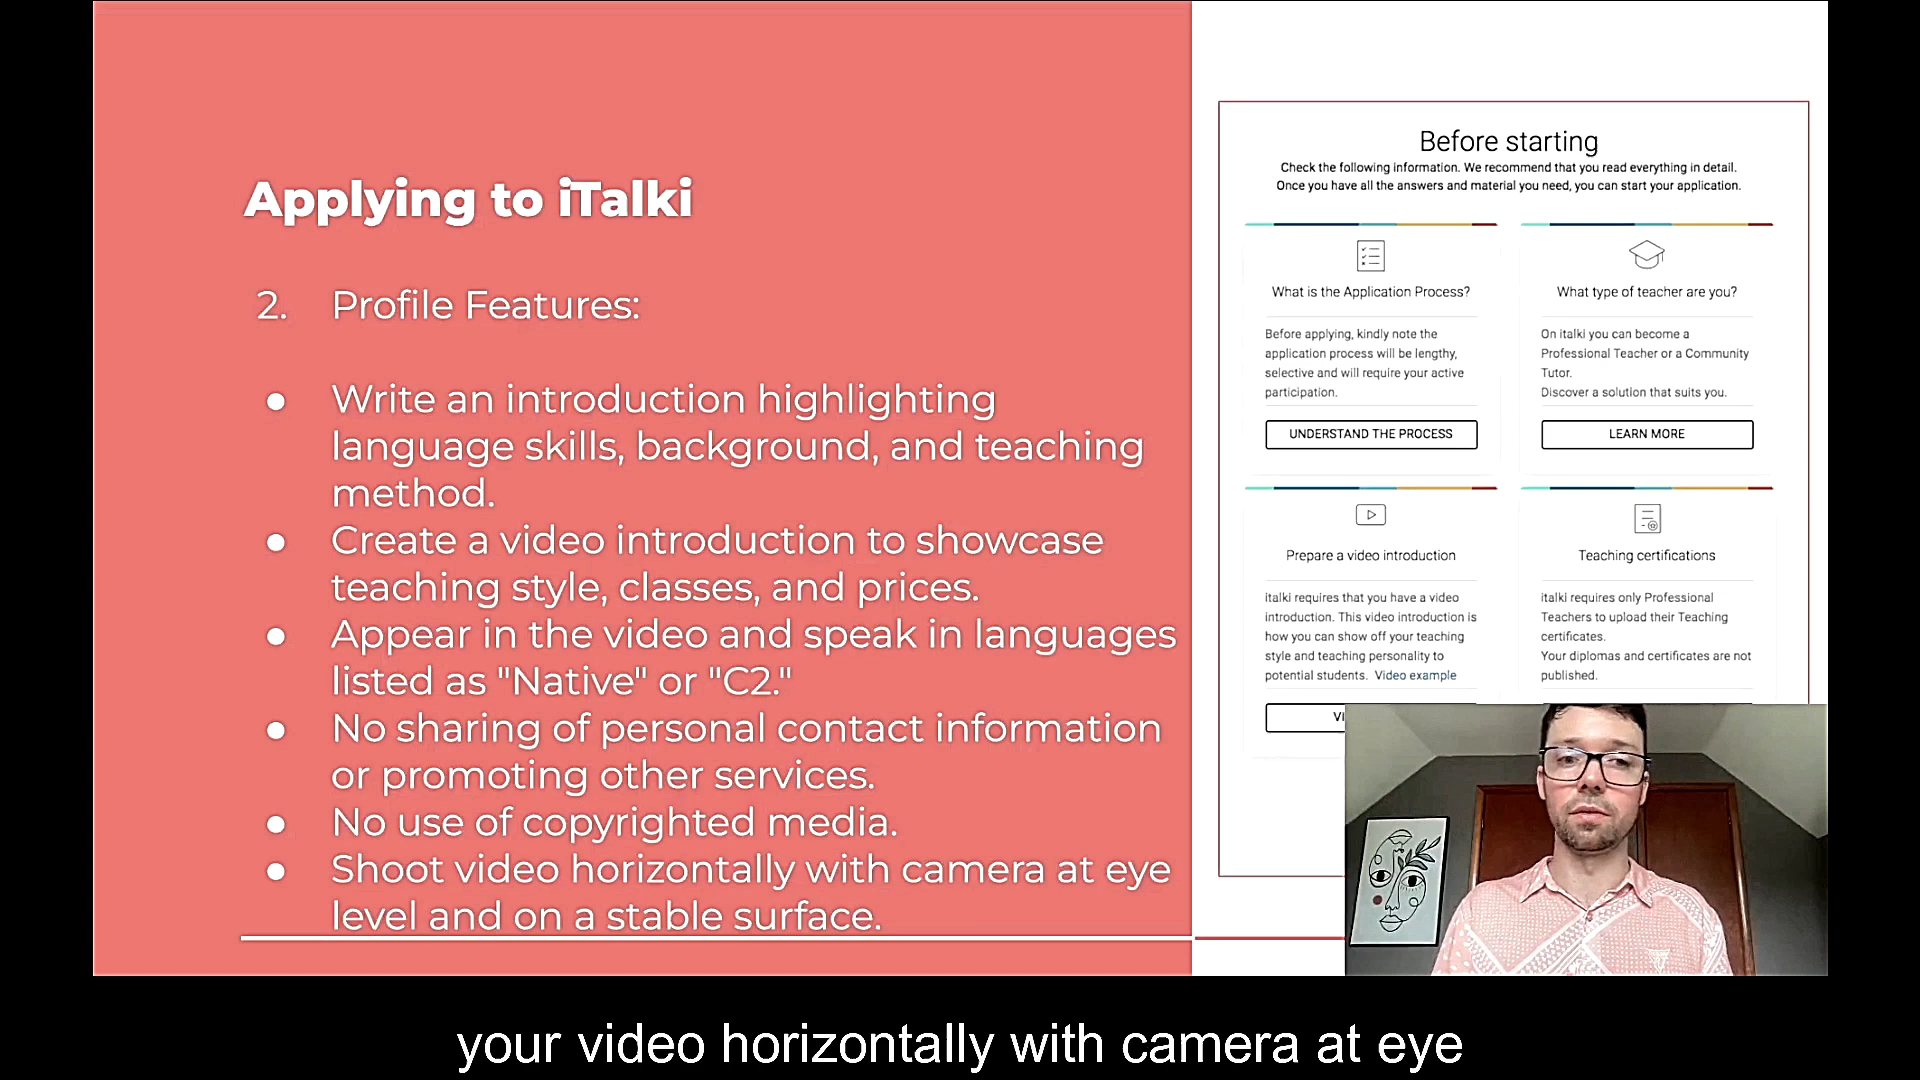 Applying to iTalki
2. Profile Features:
● Write an introduction highlighting
language skills, background, and teaching
method.
● Create a video introduction to showcase
teaching style, classes, and prices.
● Appear in the video and speak in languages
listed as "Native" or "C2."
● No sharing of personal contact information
or promoting other services.
● No use of copyrighted media.
● Shoot video horizontally with camera at eye
level and on a stable surface.
Before starting
Check the following information. We recommend that you read everything in detail.
Once you have all the answers and material you need, you can start your application.
What is the Application Process?
Before applying, kindly note the
application process will be lengthy,
selective and will require your active
participation.
UNDERSTAND THE PROCESS
What type of teacher are you?
On italki you can become a
Professional Teacher or a Community
Tutor.
Discover a solution that suits you.
LEARN MORE
Prepare a video introduction
italki requires that you have a video
introduction. This video introduction is
how you can show off your teaching
style and teaching personality to
potential students. Video example
Teaching certifications
italki requires only Professional
Teachers to upload their Teaching
certificates.
Your diplomas and certificates are not
published.
your video horizontally with camera at eye